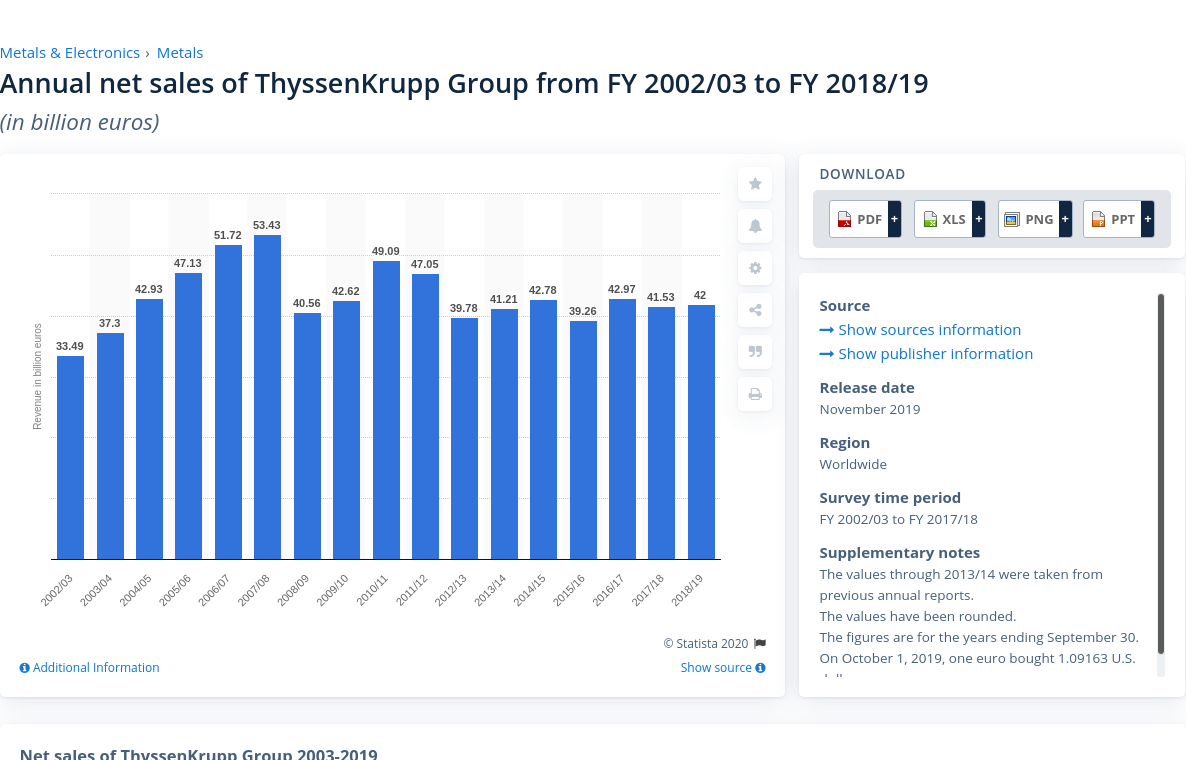 Metals & Electronics › Metals
Annual net sales of ThyssenKrupp Group from FY 2002/03 to FY 2018/19
(in billion euros)
Revenue in billion euros
33.49
37.3
42.93
47.13
51.72
53.43
40.56
42.62
49.09
47.05
39.78
41.21
42.78
39.26
42.97
41.53
42
2002/03
2003/04
2004/05
2005/06
2006/07
2007/08
2008/09
2009/10
2010/11
2011/12
2012/13
2013/14
2014/15
2015/16
2016/17
2017/18
2018/19
© Statista 2020
Additional Information
Show source
DOWNLOAD
PDF +
XLS +
PNG +
PPT +
Source
Show sources information
Show publisher information
Release date
November 2019
Region
Worldwide
Survey time period
FY 2002/03 to FY 2017/18
Supplementary notes
The values through 2013/14 were taken from
previous annual reports.
The values have been rounded.
The figures are for the years ending September 30.
On October 1, 2019, one euro bought 1.09163 U.S.
Net sales of ThyssenKrupp Group 2003-2019